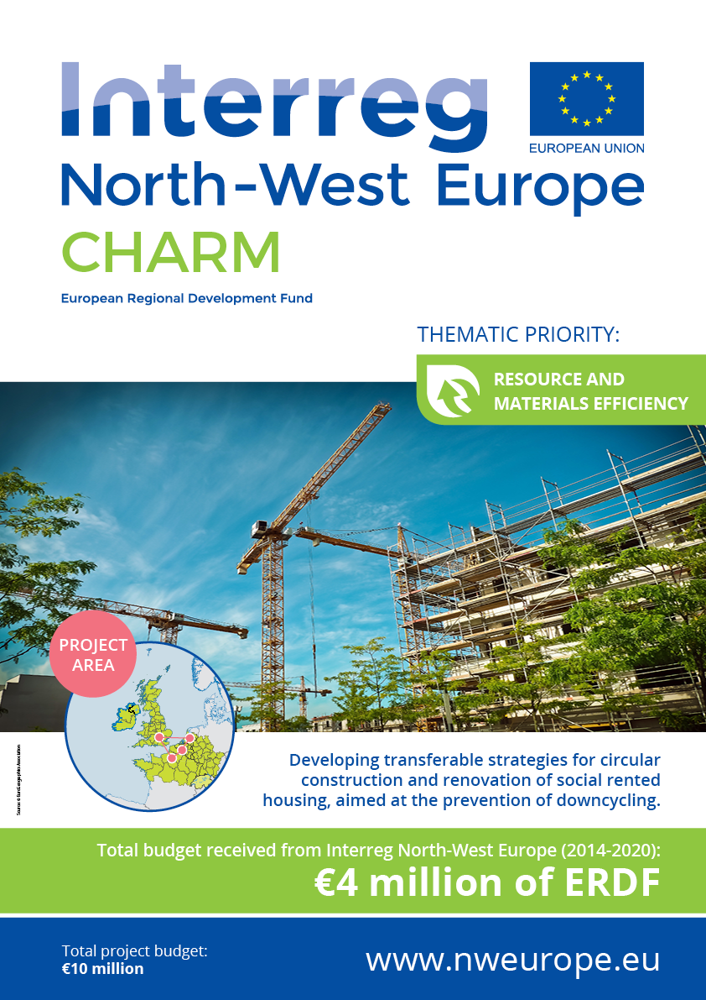 Interreg
EUROPEAN UNION
North-West Europe
CHARM
European Regional Development Fund
THEMATIC PRIORITY:
RESOURCE AND
MATERIALS EFFICIENCY
PROJECT
AREA
Source: © EuroGeographics Association
Developing transferable strategies for circular
construction and renovation of social rented
housing, aimed at the prevention of downcycling.
Total budget received from Interreg North-West Europe (2014-2020):
€4 million of ERDF
Total project budget:
€10 million
www.nweurope.eu